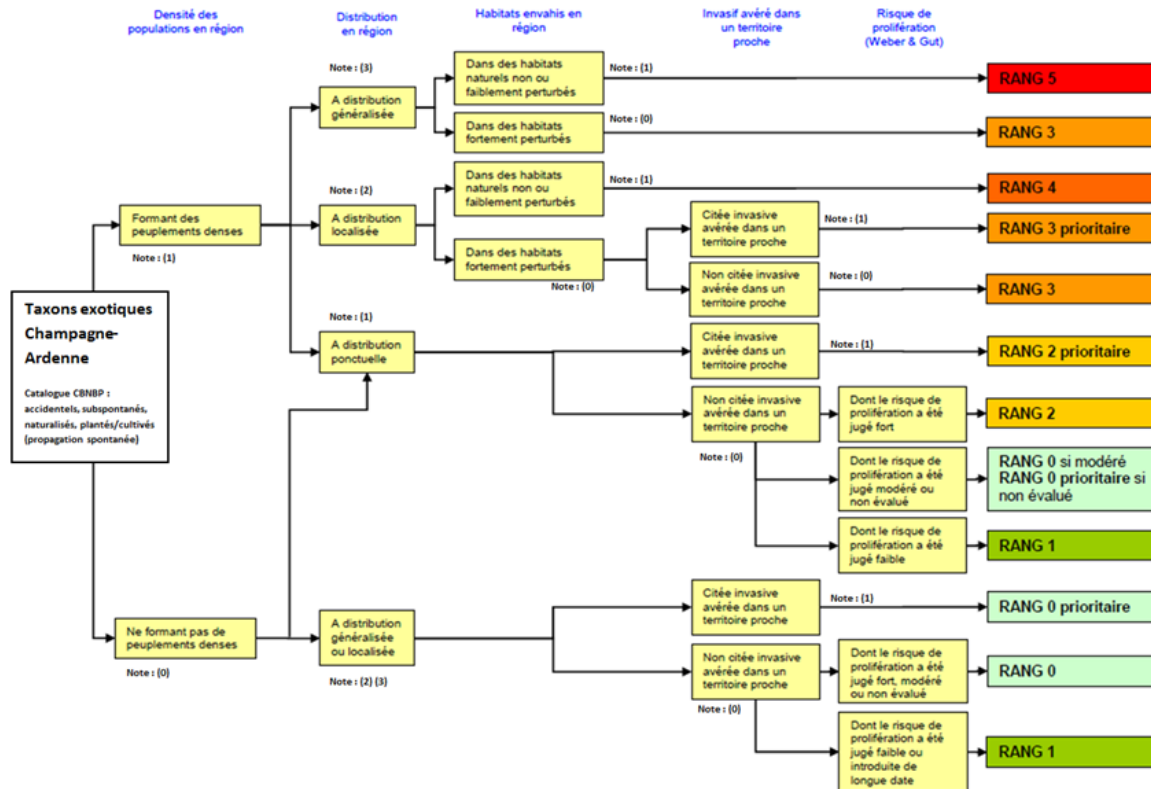 Densité des
populations en région
Distribution
en région
Habitats envahis en
région
Invasif avéré dans
un territoire
proche
Risque de
prolifération
(Weber & Gut)
Note : (3)
A distribution
généralisée
Dans des habitats
naturels non ou
faiblement perturbés
Note : (1)
RANG 5
Dans des habitats
fortement perturbés
Note : (0)
RANG 3
Formant des
peuplements denses
Note : (1)
Note : (2)
A distribution
localisée
Dans des habitats
naturels non ou
faiblement perturbés
Note : (1)
RANG 4
Dans des habitats
fortement perturbés
Note : (0)
Citée invasive
avérée dans un
territoire proche
Note : (1)
RANG 3 prioritaire
Non citée invasive
avérée dans un
territoire proche
Note : (0)
RANG 3
Taxons exotiques
Champagne-
Ardenne
Catalogue CBNBP :
accidentels, subspontanés,
naturalisés, plantés/cultivés
(propagation spontanée)
Note : (1)
A distribution
ponctuelle
Citée invasive
avérée dans un
territoire proche
Note : (1)
RANG 2 prioritaire
Non citée invasive
avérée dans un
territoire proche
Note : (0)
Dont le risque de
prolifération a été
jugé fort
RANG 2
Dont le risque de
prolifération a été
jugé modéré ou
non évalué
RANG 0 si modéré
RANG 0 prioritaire si
non évalué
Dont le risque de
prolifération a été
jugé faible
RANG 1
Ne formant pas de
peuplements denses
Note : (0)
A distribution
généralisée
ou localisée
Note : (2) (3)
Citée invasive
avérée dans un
territoire proche
Note : (1)
RANG 0 prioritaire
Non citée invasive
avérée dans un
territoire proche
Note : (0)
Dont le risque de
prolifération a été
jugé fort, modéré
ou non évalué
RANG 0
Dont le risque de
prolifération a été
jugé faible ou
introduite de
longue date
RANG 1